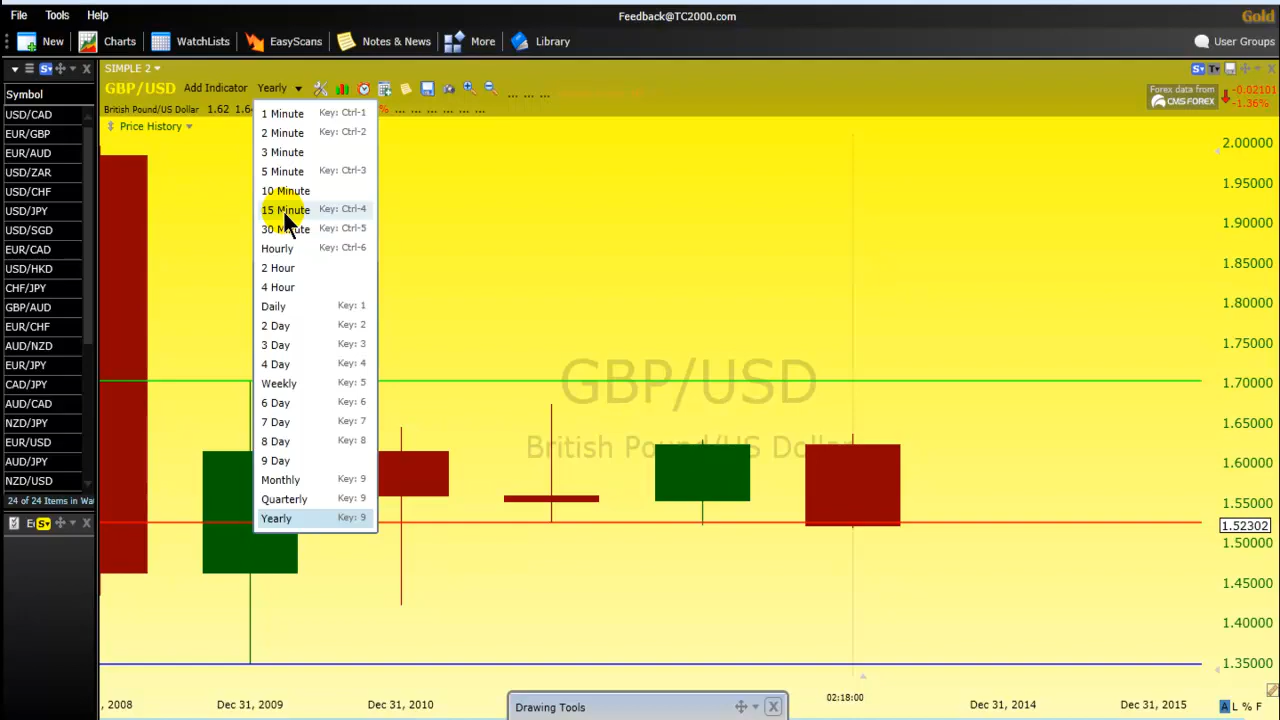 File Tools Help
Feedback@TC2000.com
Gold
New Charts WatchLists EasyScans Notes & News More Library
User Groups
SIMPLE 2
GBP/USD Add Indicator Yearly
British Pound/US Dollar 1.62
Forex data from
CMS FOREX
-0.02101
-1.36%
Price History
Symbol
USD/CAD
EUR/GBP
EUR/AUD
USD/ZAR
USD/CHF
USD/JPY
USD/SGD
EUR/CAD
USD/HKD
CHF/JPY
GBP/AUD
EUR/CHF
AUD/NZD
EUR/JPY
CAD/JPY
AUD/CAD
NZD/JPY
EUR/USD
AUD/JPY
NZD/USD
24 of 24 Items in Wa
1 Minute Key: Ctrl-1
2 Minute Key: Ctrl-2
3 Minute
5 Minute Key: Ctrl-3
10 Minute
15 Minute Key: Ctrl-4
30 Minute Key: Ctrl-5
Hourly Key: Ctrl-6
2 Hour
4 Hour
Daily Key: 1
2 Day Key: 2
3 Day Key: 3
4 Day Key: 4
Weekly Key: 5
6 Day Key: 6
7 Day Key: 7
8 Day Key: 8
9 Day
Monthly Key: 9
Quarterly Key: 9
Yearly Key: 9
GBP/USD
British Pound/US Dollar
2.00000
1.95000
1.90000
1.85000
1.80000
1.75000
1.70000
1.65000
1.60000
1.55000
1.52302
1.50000
1.45000
1.40000
1.35000
, 2008 Dec 31, 2009 Dec 31, 2010 02:18:00 Dec 31, 2014 Dec 31, 2015
Drawing Tools
A L % F